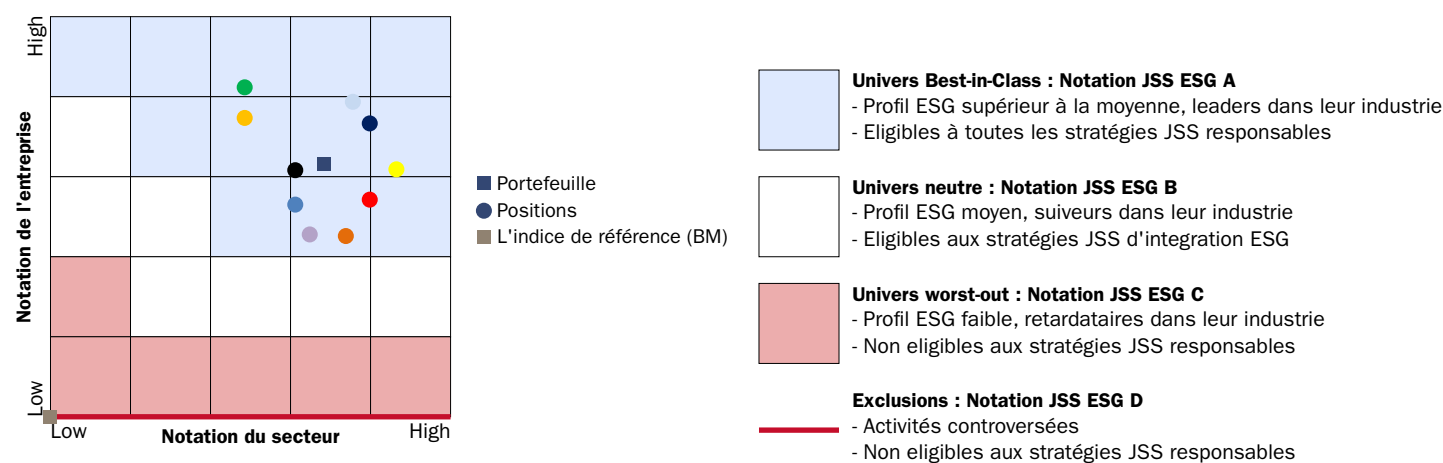 High
Notation de l'entreprise
Low
Low
Notation du secteur
High
Portefeuille
Positions
L'indice de référence (BM)
Univers Best-in-Class : Notation JSS ESG A
- Profil ESG supérieur à la moyenne, leaders dans leur industrie
- Eligibles à toutes les stratégies JSS responsables
Univers neutre : Notation JSS ESG B
- Profil ESG moyen, suiveurs dans leur industrie
- Eligibles aux stratégies JSS d'integration ESG
Univers worst-out : Notation JSS ESG C
- Profil ESG faible, retardataires dans leur industrie
- Non eligibles aux stratégies JSS responsables
Exclusions : Notation JSS ESG D
- Activités controversées
- Non eligibles aux stratégies JSS responsables